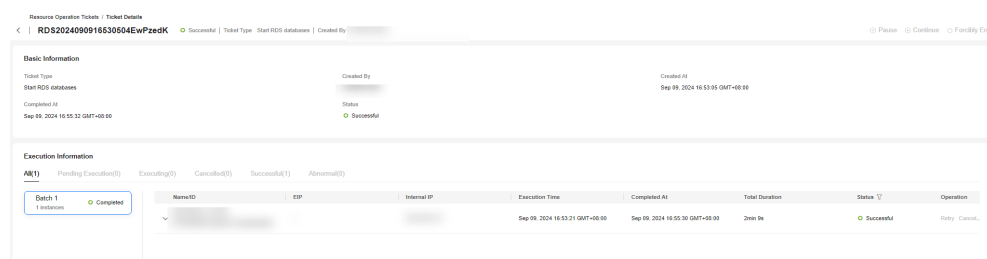 Resource Operation Tickets / Ticket Details
RDS2024090916530504EwPzedK Successful | Ticket Type Start RDS databases | Created By
Pause Continue Forcibly En
Basic Information
Ticket Type Created By Created At
Start RDS databases Sep 09, 2024 16:53:05 GMT+08:00
Completed At Status
Sep 09, 2024 16:55:32 GMT+08:00 Successful
Execution Information
All(1) Pending Execution(0) Executing(0) Cancelled(0) Successful(1) Abnormal(0)
Batch 1 Completed
1 instances
Name/ID EIP Internal IP Execution Time Completed At Total Duration Status Operation
Sep 09, 2024 16:53:21 GMT+08:00 Sep 09, 2024 16:55:30 GMT+08:00 2min 9s Successful Retry Cancel...